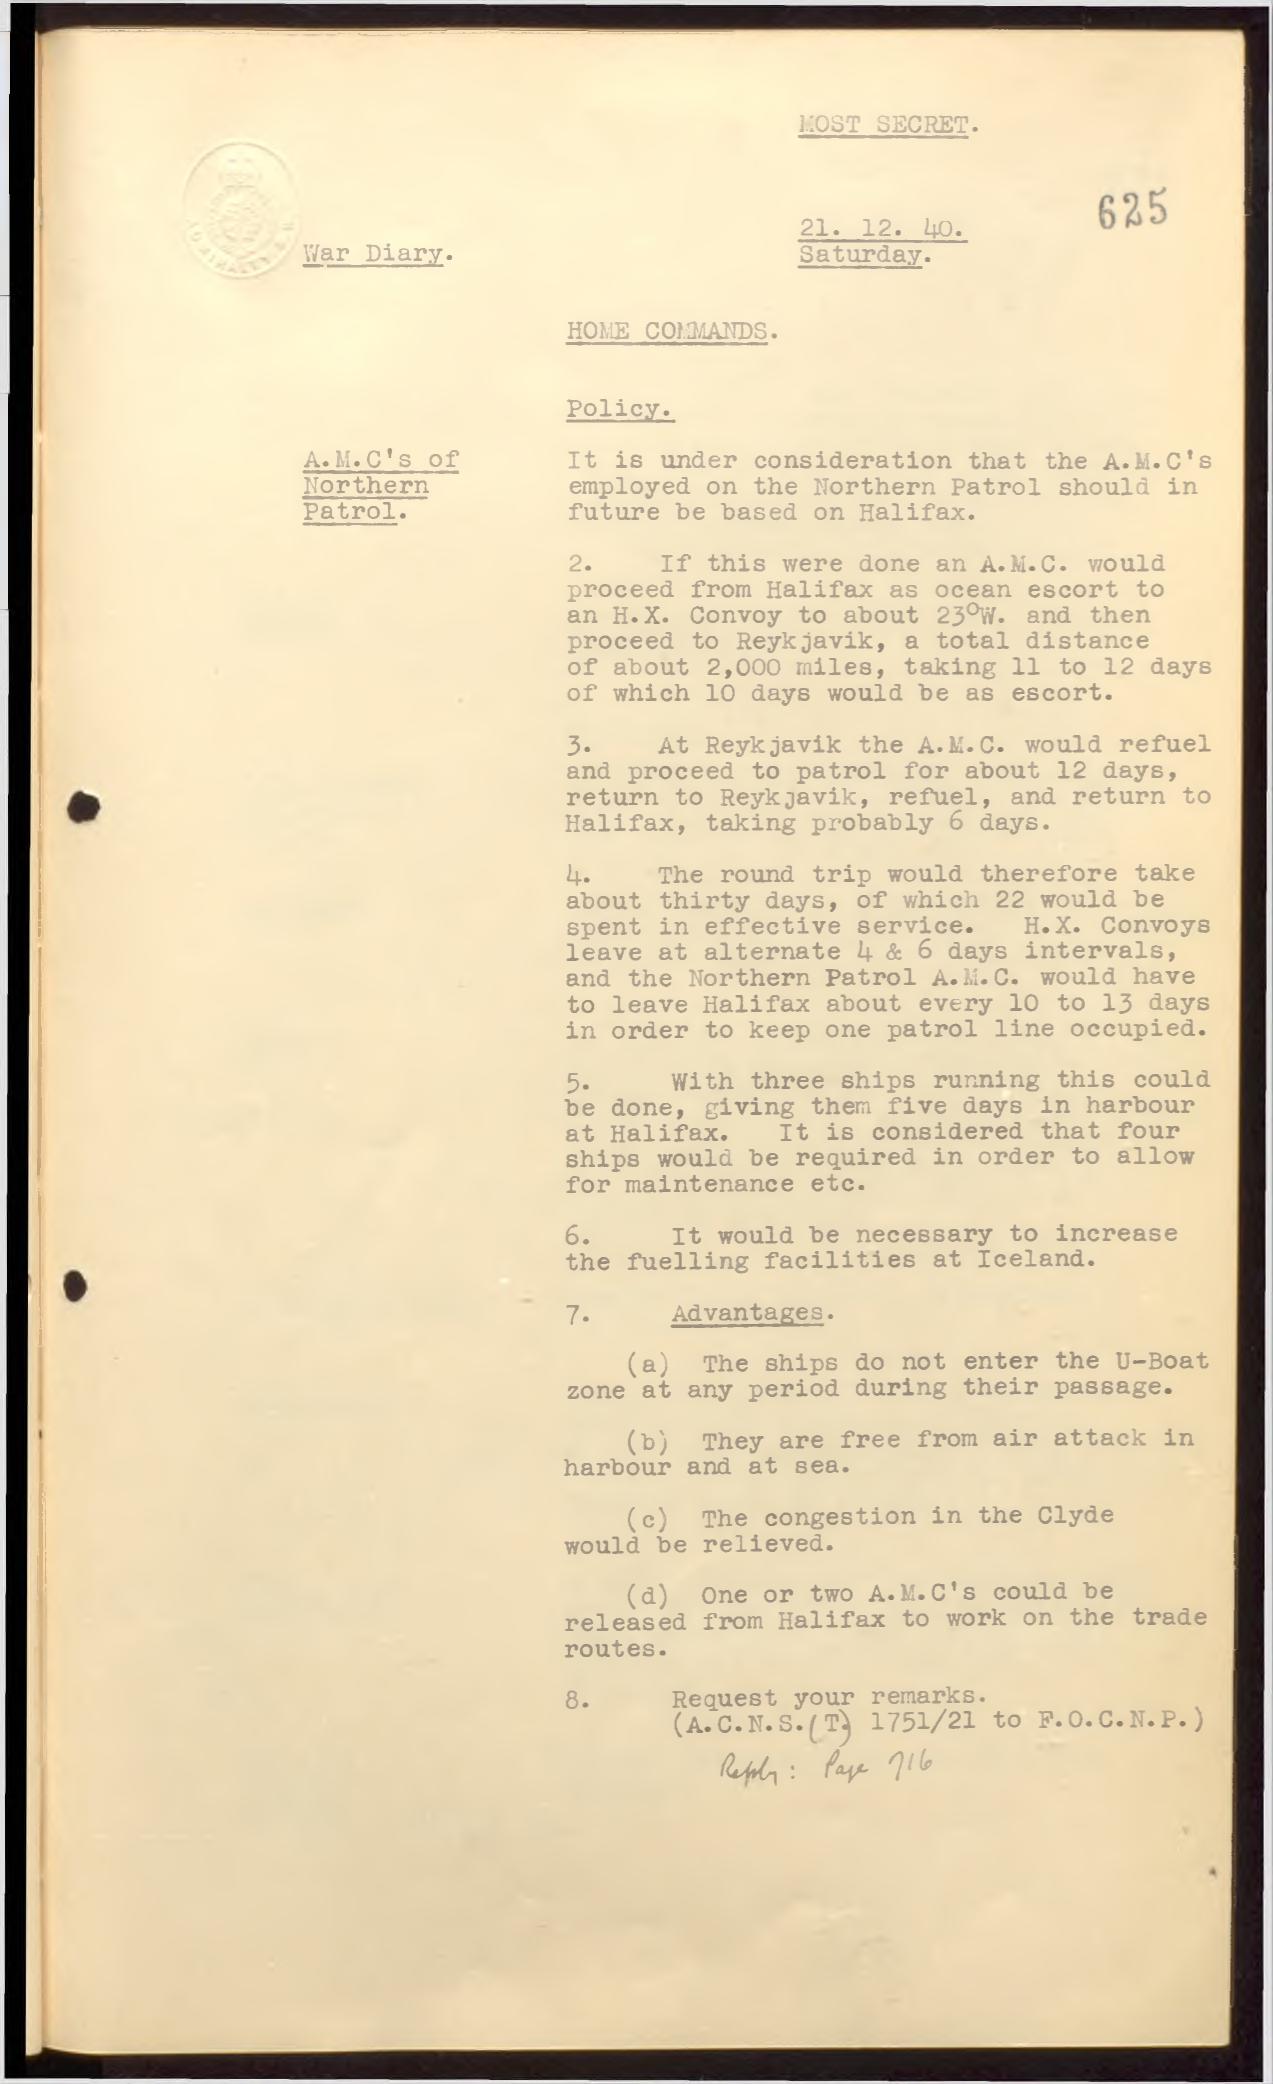 MOST SECRET.
625
21. 12. 40.
War Diary.
Saturday.
HOME COMMANDS.
Policy.
A.M.C's of
Northern
Patrol.
It is under consideration that the A.M.C's
employed on the Northern Patrol should in
future be based on Halifax.
2. If this were done an A.M.C. would
proceed from Halifax as ocean escort to
an H.X. Convoy to about 23°W. and then
proceed to Reykjavik, a total distance
of about 2,000 miles, taking 11 to 12 days
of which 10 days would be as escort.
3. At Reykjavik the A.M.C. would refuel
and proceed to patrol for about 12 days,
return to Reykjavik, refuel, and return to
Halifax, taking probably 6 days.
4. The round trip would therefore take
about thirty days, of which 22 would be
spent in effective service. H.X. Convoys
leave at alternate 4 & 6 days intervals,
and the Northern Patrol A.M.C. would have
to leave Halifax about every 10 to 13 days
in order to keep one patrol line occupied.
5. With three ships running this could
be done, giving them five days in harbour
at Halifax. It is considered that four
ships would be required in order to allow
for maintenance etc.
6. It would be necessary to increase
the fuelling facilities at Iceland.
7. Advantages.
(a) The ships do not enter the U-Boat
zone at any period during their passage.
(b) They are free from air attack in
harbour and at sea.
(c) The congestion in the Clyde
would be relieved.
(d) One or two A.M.C's could be
released from Halifax to work on the trade
routes.
8. Request your remarks.
(A.C.N.S.(T) 1751/21 to F.O.C.N.P.)
Reply: Page 716